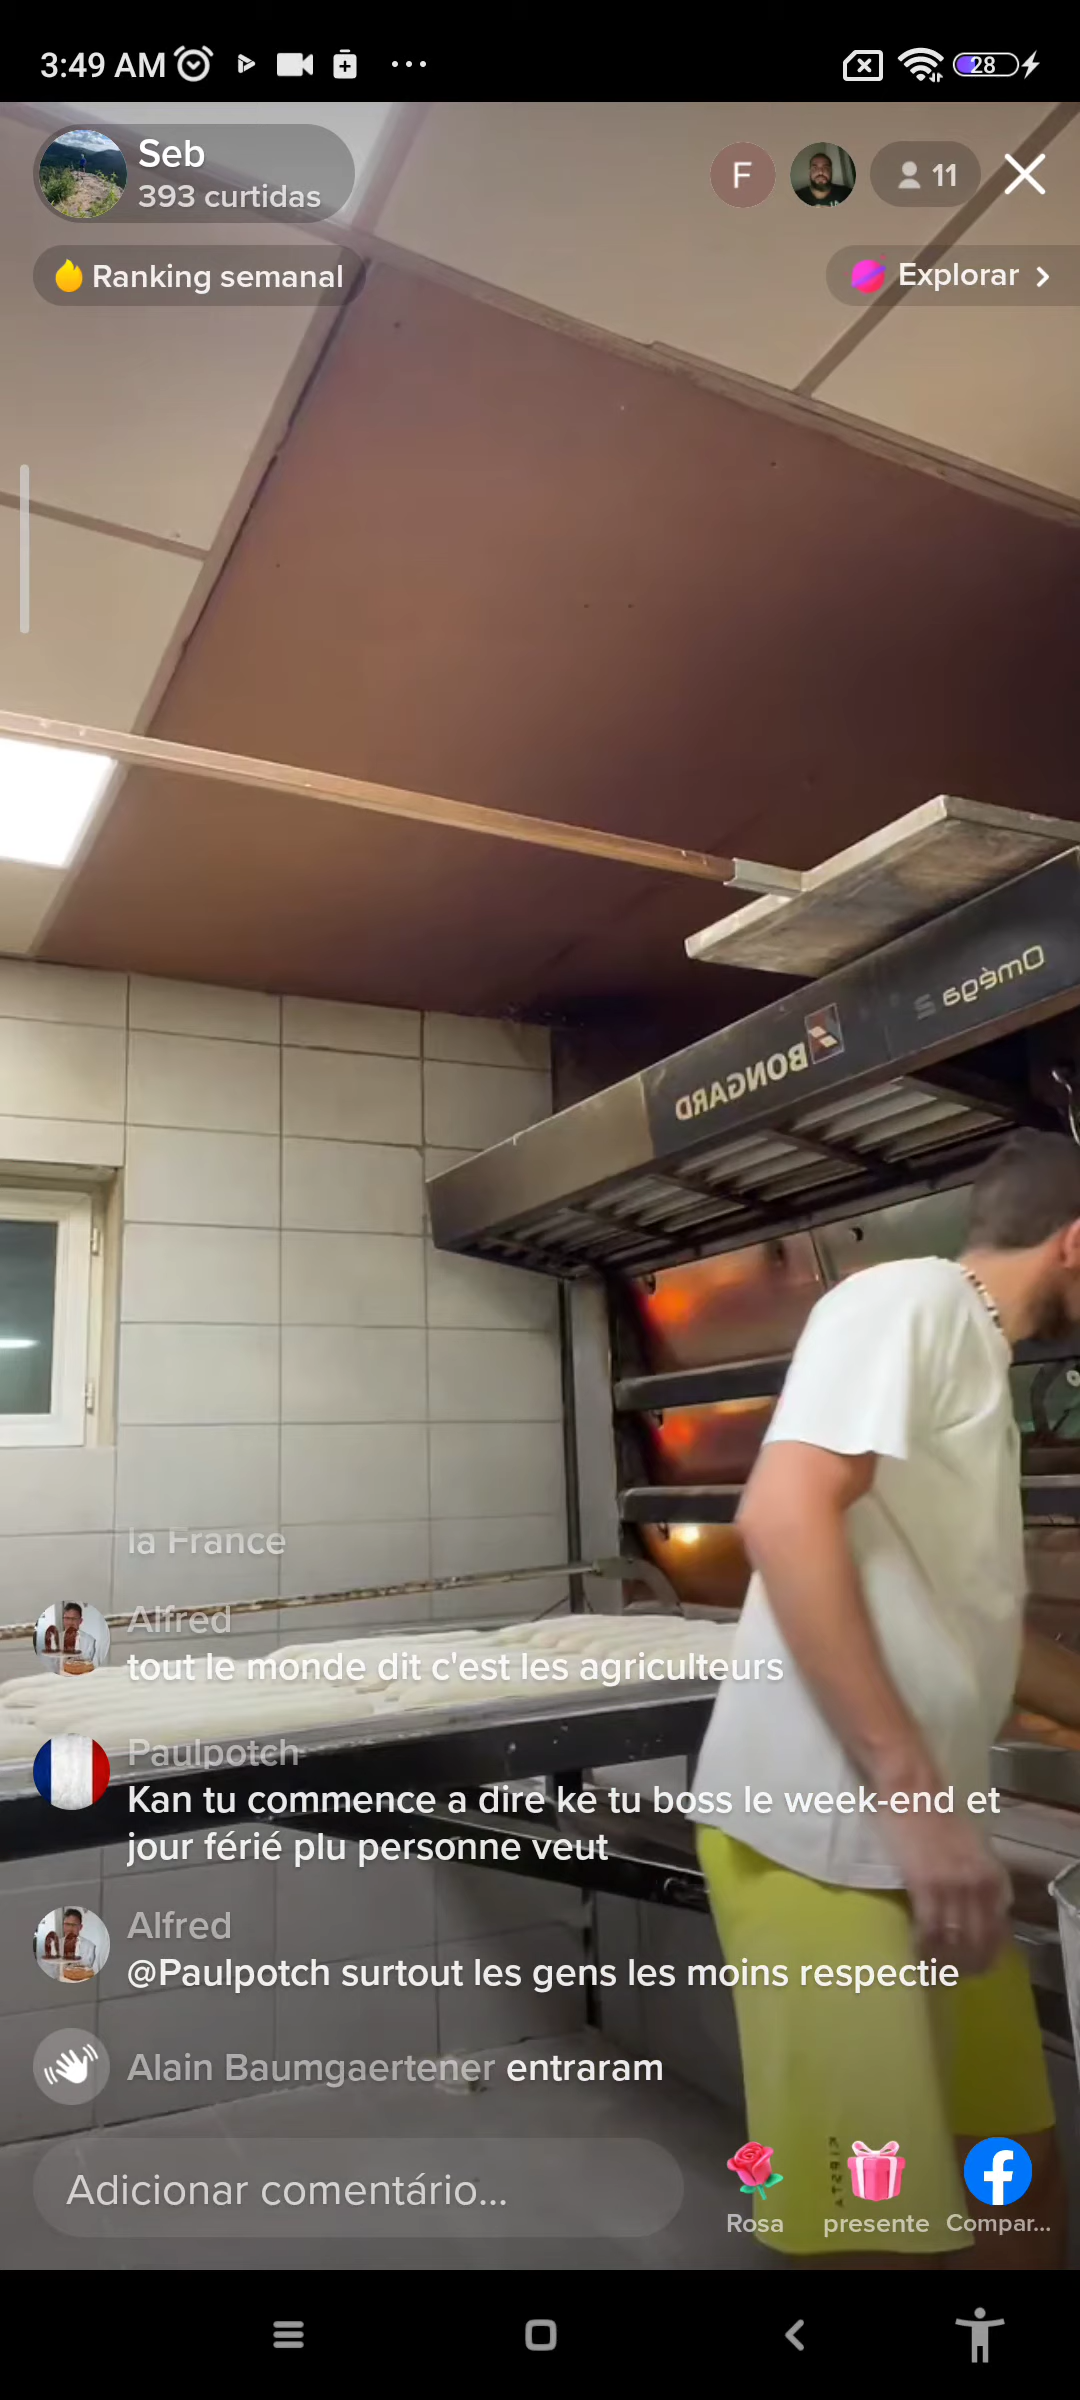 3:49 AM
28
Seb
393 curtidas
F
11
Ranking semanal
Explorar
Oméga 2
BONGARD
la France
Alfred
tout le monde dit c'est les agriculteurs
Paulpotch
Kan tu commence a dire ke tu boss le week-end et
jour férié plu personne veut
Alfred
@Paulpotch surtout les gens les moins respectie
Alain Baumgaertener entraram
Adicionar comentário...
Rosa
presente
Compar...